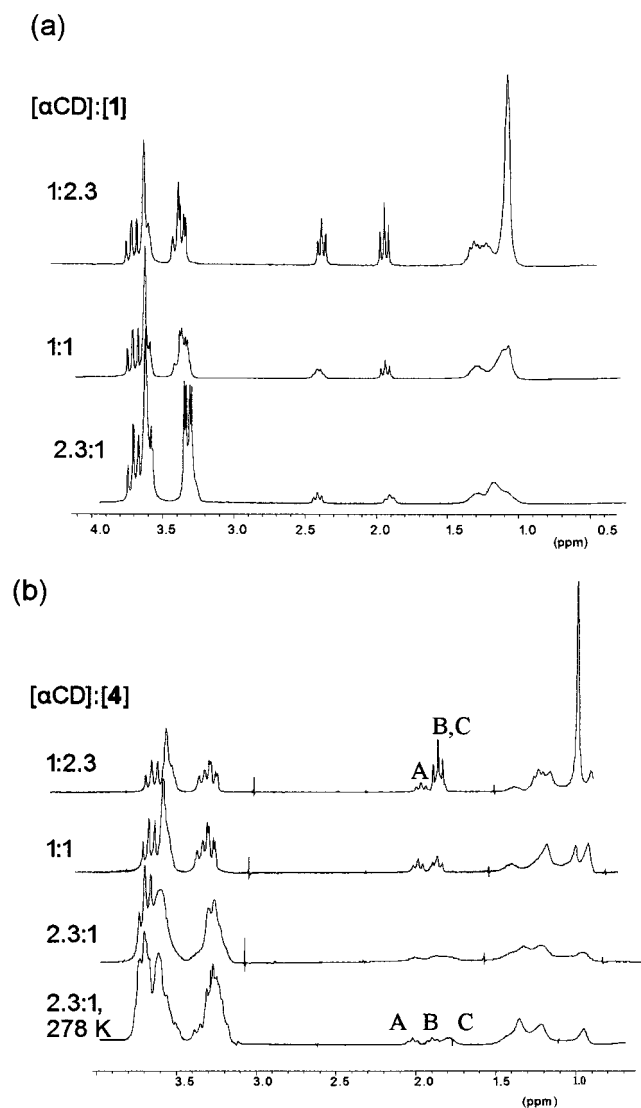 (a)
[αCD]:[1]
1:2.3
1:1
2.3:1
4.0 3.5 3.0 2.5 2.0 1.5 1.0 0.5
(ppm)
(b)
[αCD]:[4]
B,C
1:2.3
A
1:1
2.3:1
2.3:1,
278 K
A B C
3.5 3.0 2.5 2.0 1.5 1.0
(ppm)